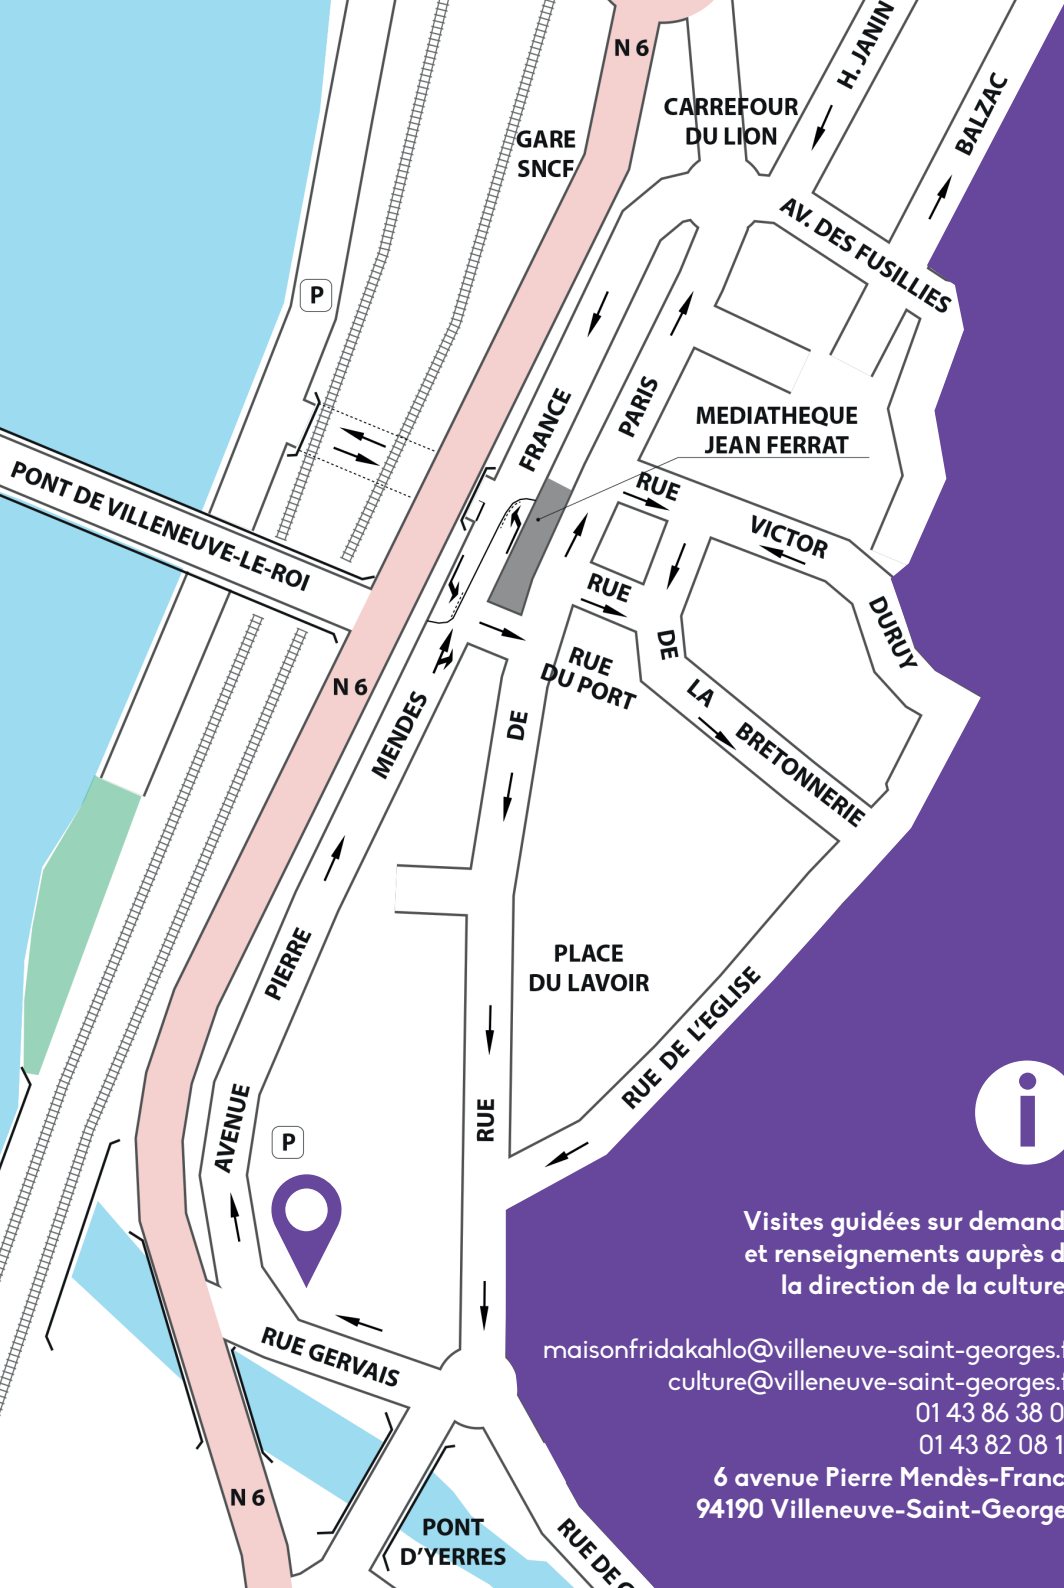 N 6
H. JANIN
BALZAC
CARREFOUR
DU LION
GARE
SNCF
AV. DES FUSILLIES
P
PARIS
FRANCE
MEDIATHEQUE
JEAN FERRAT
PONT DE VILLENEUVE-LE-ROI
RUE
VICTOR
DURUY
RUE
DE
LA
BRETONNERIE
RUE
DU PORT
N 6
MENDES
DE
PIERRE
PLACE
DU LAVOIR
RUE DE L'EGLISE
AVENUE
RUE
P
i
Visites guidées sur demand
et renseignements auprès d
la direction de la culture
RUE GERVAIS
maisonfridakahlo@villeneuve-saint-georges.f
culture@villeneuve-saint-georges.f
01 43 86 38 0
01 43 82 08 1
6 avenue Pierre Mendès-Franc
94190 Villeneuve-Saint-George
N 6
PONT
D'YERRES
RUE DE